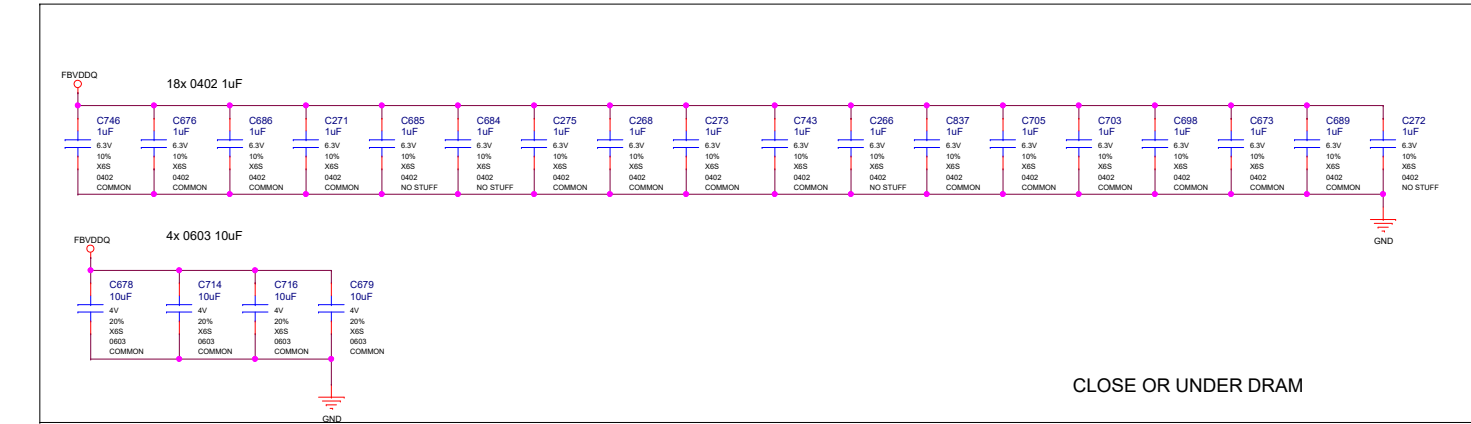 FBVDDQ
18x 0402 1uF
C746 C676 C686 C271 C685 C684 C275 C268 C273 C743 C266 C837 C705 C703 C698 C673 C689 C272
1uF 1uF 1uF 1uF 1uF 1uF 1uF 1uF 1uF 1uF 1uF 1uF 1uF 1uF 1uF 1uF 1uF 1uF
6.3V 6.3V 6.3V 6.3V 6.3V 6.3V 6.3V 6.3V 6.3V 6.3V 6.3V 6.3V 6.3V 6.3V 6.3V 6.3V 6.3V 6.3V
10% 10% 10% 10% 10% 10% 10% 10% 10% 10% 10% 10% 10% 10% 10% 10% 10% 10%
X6S X6S X6S X6S X6S X6S X6S X6S X6S X6S X6S X6S X6S X6S X6S X6S X6S X6S
0402 0402 0402 0402 0402 0402 0402 0402 0402 0402 0402 0402 0402 0402 0402 0402 0402 0402
COMMON COMMON COMMON COMMON NO STUFF NO STUFF COMMON COMMON COMMON COMMON NO STUFF COMMON COMMON COMMON COMMON COMMON COMMON NO STUFF
GND
FBVDDQ
4x 0603 10uF
C678 C714 C716 C679
10uF 10uF 10uF 10uF
4V 4V 4V 4V
20% 20% 20% 20%
X6S X6S X6S X6S
0603 0603 0603 0603
COMMON COMMON COMMON COMMON
CLOSE OR UNDER DRAM
GND